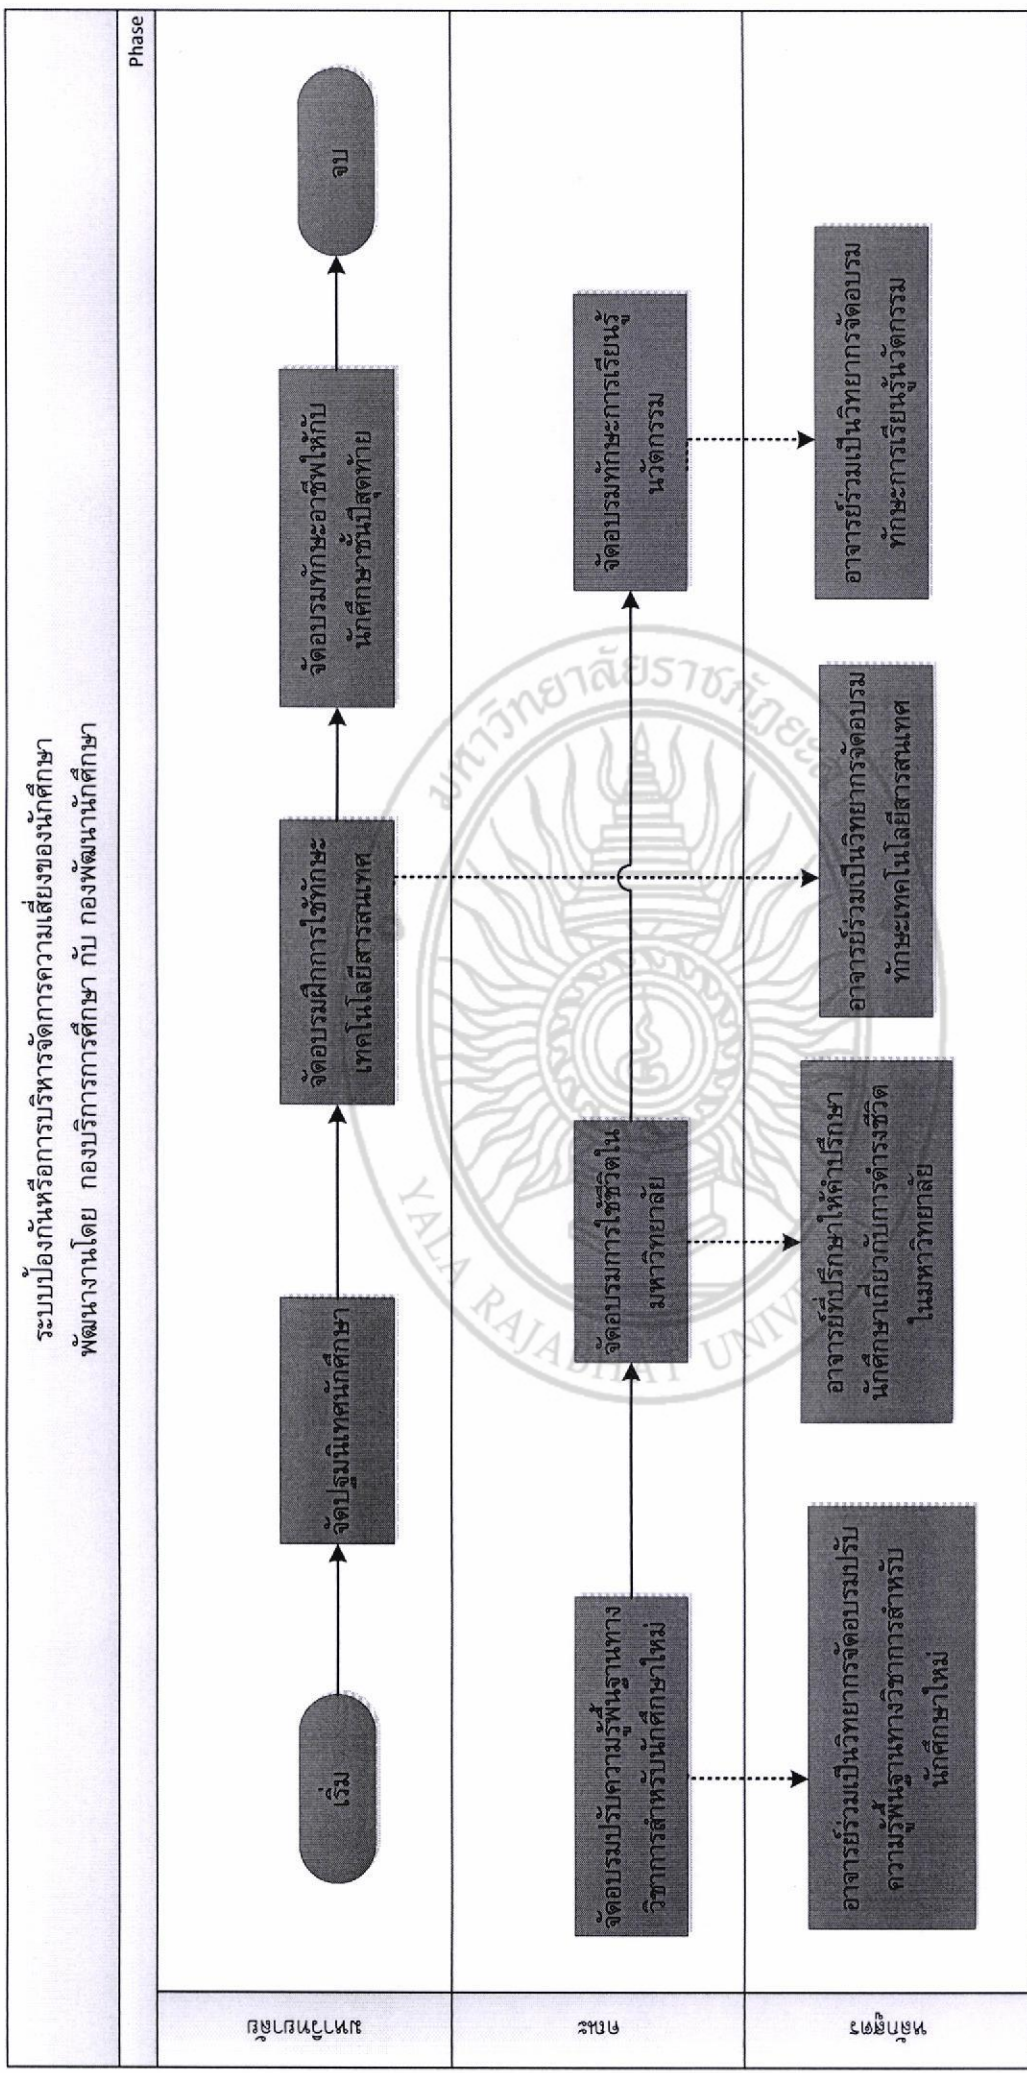 ระบบป้องกันหรือการบริหารจัดการความเสี่ยงของนักศึกษา
พัฒนางานโดย กองบริการการศึกษา กับ กองพัฒนานักศึกษา
Phase
มหาวิทยาลัย
เริ่ม
จัดปฐมนิเทศนักศึกษา
จัดอบรมฝึกการใช้ทักษะ
เทคโนโลยีสารสนเทศ
จัดอบรมทักษะอาชีพให้กับ
นักศึกษาชั้นปีสุดท้าย
จบ
คณะ
จัดอบรมปรับความรู้พื้นฐานทาง
วิชาการสำหรับนักศึกษาใหม่
จัดอบรมการใช้ชีวิตใน
มหาวิทยาลัย
จัดอบรมทักษะการเรียนรู้
นวัตกรรม
หลักสูตร
อาจารย์ร่วมเป็นวิทยากรจัดอบรมปรับ
ความรู้พื้นฐานทางวิชาการสำหรับ
นักศึกษาใหม่
อาจารย์ที่ปรึกษาให้คำปรึกษา
นักศึกษาเกี่ยวกับการดำรงชีวิต
ในมหาวิทยาลัย
อาจารย์ร่วมเป็นวิทยากรจัดอบรม
ทักษะเทคโนโลยีสารสนเทศ
อาจารย์ร่วมเป็นวิทยากรจัดอบรม
ทักษะการเรียนรู้นวัตกรรม
มหาวิทยาลัยราชภัฏยะลา
YALA RAJABHAT UNIVE